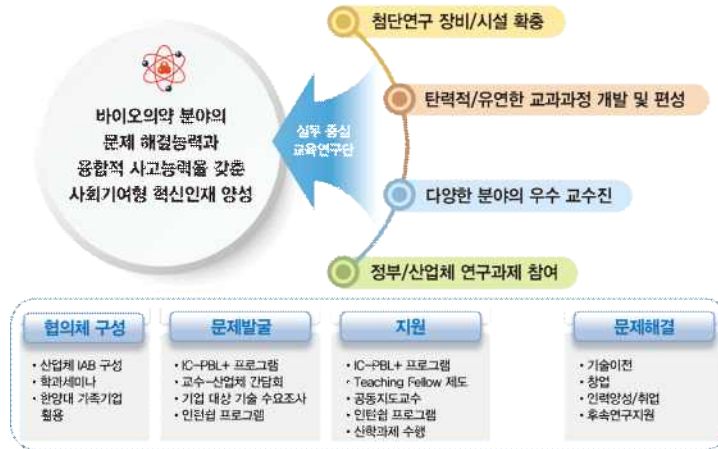 첨단연구 장비/시설 확충
탄력적/유연한 교과과정 개발 및 편성
다양한 분야의 우수 교수진
정부/산업체 연구과제 참여
바이오의약 분야의
문제 해결능력과
융합적 사고능력을 갖춘
사회기여형 혁신인재 양성
실무 중심
교육연구단
협의체 구성
• 산업체 IAB 구성
• 학과세미나
• 한양대 가족기업
활용
문제발굴
• IC-PBL+ 프로그램
• 교수-산업체 간담회
• 기업 대상 기술 수요조사
• 인턴쉽 프로그램
지원
• IC-PBL+ 프로그램
• Teaching Fellow 제도
• 공동지도교수
• 인턴쉽 프로그램
• 산학과제 수행
문제해결
• 기술이전
• 창업
• 인력양성/취업
• 후속연구지원